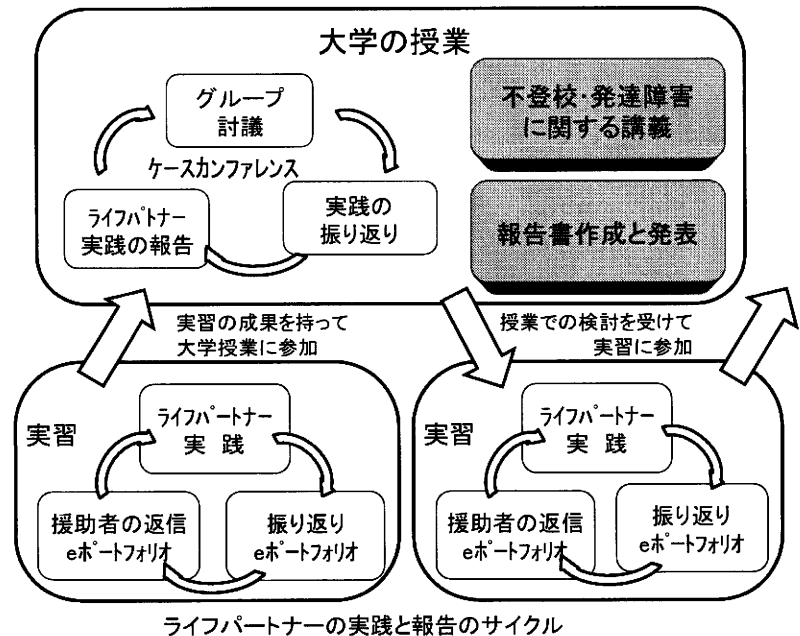 大学の授業
グループ
討議
ケースカンファレンス
ライフパートナー
実践の報告
実践の
振り返り
不登校・発達障害
に関する講義
報告書作成と発表
実習の成果を持って
大学授業に参加
授業での検討を受けて
実習に参加
実習
ライフパートナー
実 践
援助者の返信
eポートフォリオ
振り返り
eポートフォリオ
実習
ライフパートナー
実 践
援助者の返信
eポートフォリオ
振り返り
eポートフォリオ
ライフパートナーの実践と報告のサイクル